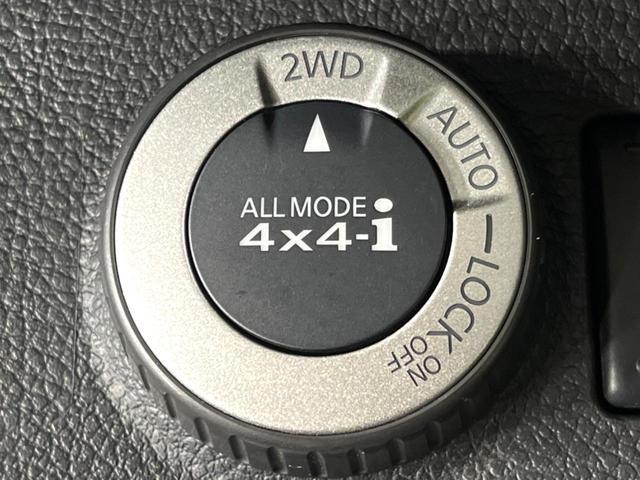 2WD
AUTO
LOCK
ON
OFF
ALL MODE
4x4-i